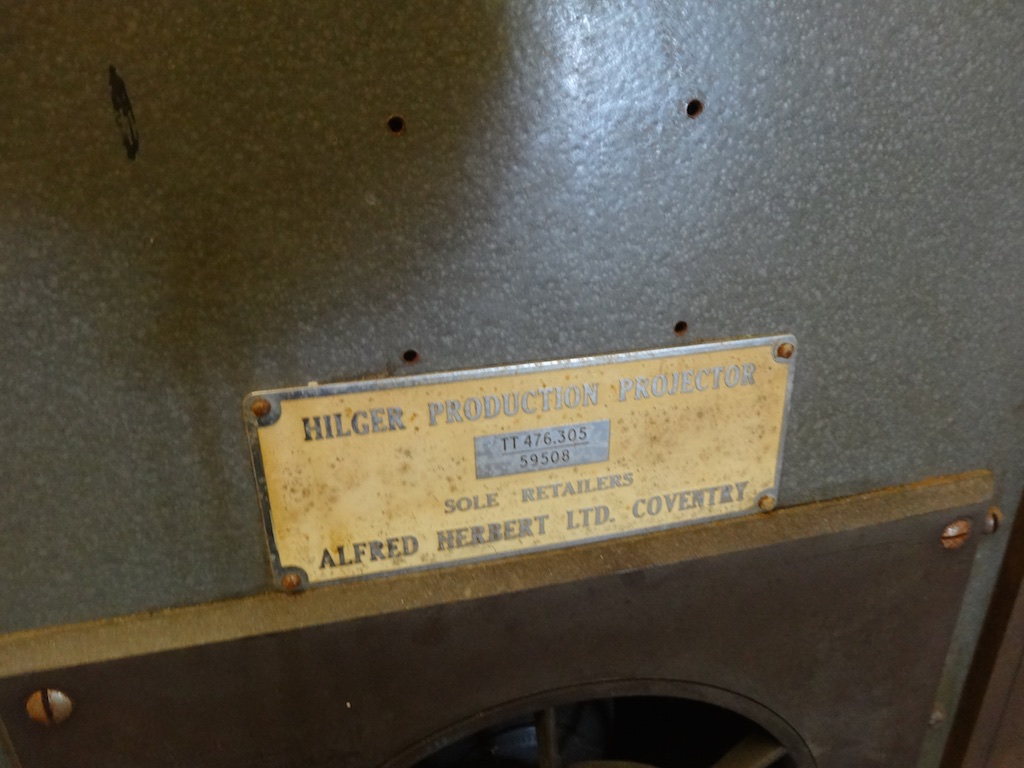 HILGER PRODUCTION PROJECTOR
TT 476.305
59508
SOLE RETAILERS
ALFRED HERBERT LTD. COVENTRY